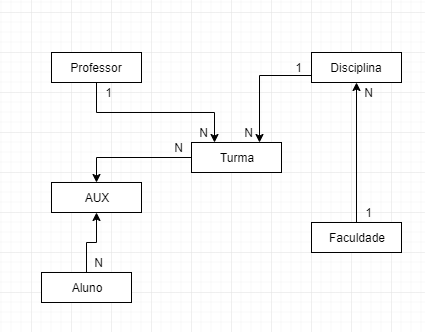 Professor
Disciplina
1
1
N
N
N
N
Turma
AUX
1
N
Faculdade
Aluno